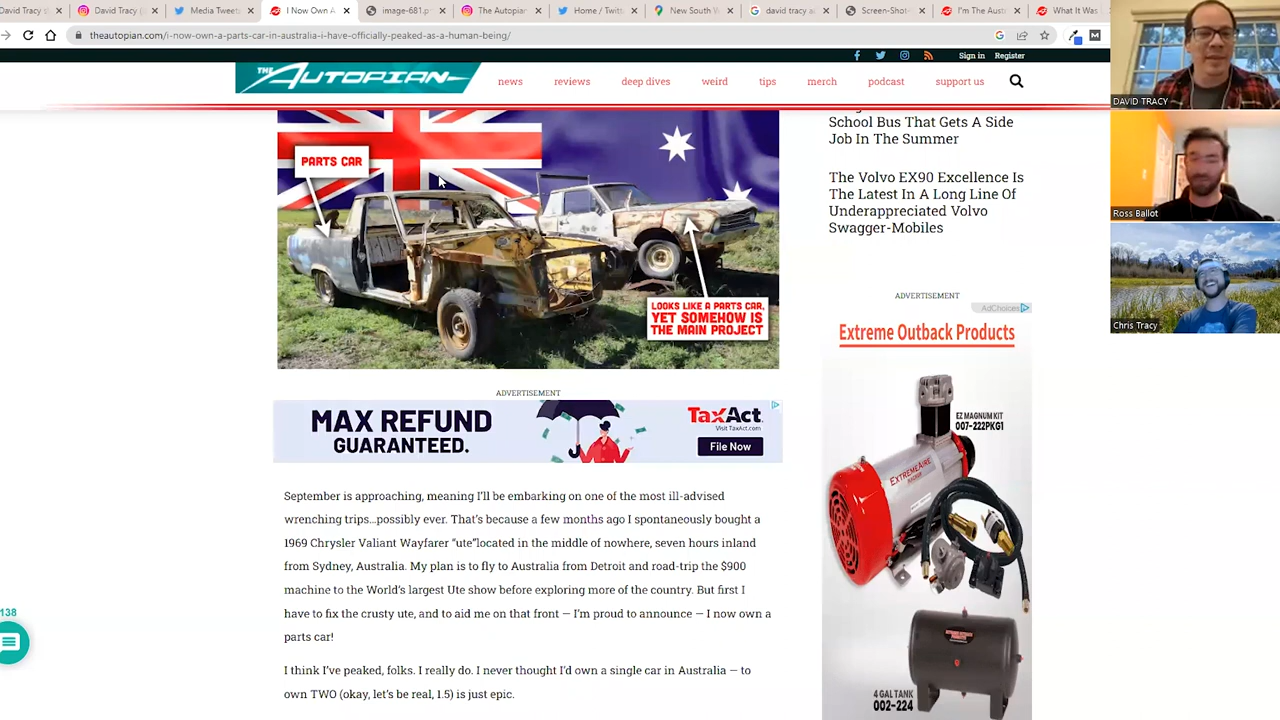 David Tracy (
David Tracy (
Media Tweet
I Now Own A
image-681.p
The Autopian
Home / Twitt
New South W
david tracy a
Screen-Shot-
I'm The Aust
What It Was L
theautopian.com/i-now-own-a-parts-car-in-australia-i-have-officially-peaked-as-a-human-being/
Sign in
Register
THE AUTOPIAN
news
reviews
deep dives
weird
tips
merch
podcast
support us
PARTS CAR
LOOKS LIKE A PARTS CAR,
YET SOMEHOW IS
THE MAIN PROJECT
ADVERTISEMENT
MAX REFUND
GUARANTEED.
TaxAct
Visit TaxAct.com
File Now
September is approaching, meaning I'll be embarking on one of the most ill-advised
wrenching trips…possibly ever. That's because a few months ago I spontaneously bought a
1969 Chrysler Valiant Wayfarer "ute"located in the middle of nowhere, seven hours inland
from Sydney, Australia. My plan is to fly to Australia from Detroit and road-trip the $900
machine to the World's largest Ute show before exploring more of the country. But first I
have to fix the crusty ute, and to aid me on that front — I'm proud to announce — I now own a
parts car!
I think I've peaked, folks. I really do. I never thought I'd own a single car in Australia — to
own TWO (okay, let's be real, 1.5) is just epic.
138
School Bus That Gets A Side
Job In The Summer
The Volvo EX90 Excellence Is
The Latest In A Long Line Of
Underappreciated Volvo
Swagger-Mobiles
ADVERTISEMENT
AdChoices
Extreme Outback Products
EZ MAGNUM KIT
007-222PKG1
EXTREMEAIRE
4 GAL TANK
002-224
DAVID TRACY
Ross Ballot
Chris Tracy